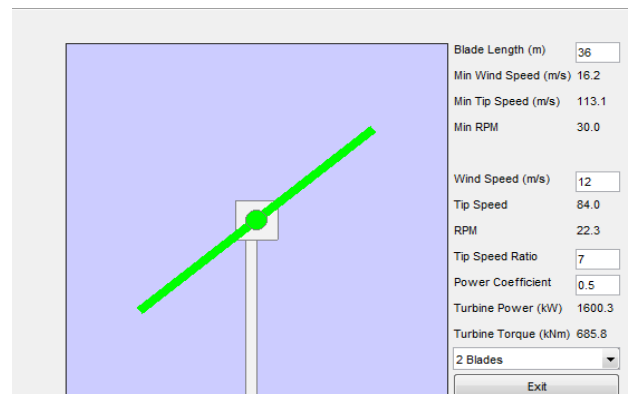 Blade Length (m) 36
Min Wind Speed (m/s) 16.2
Min Tip Speed (m/s) 113.1
Min RPM 30.0
Wind Speed (m/s) 12
Tip Speed 84.0
RPM 22.3
Tip Speed Ratio 7
Power Coefficient 0.5
Turbine Power (kW) 1600.3
Turbine Torque (kNm) 685.8
2 Blades
Exit